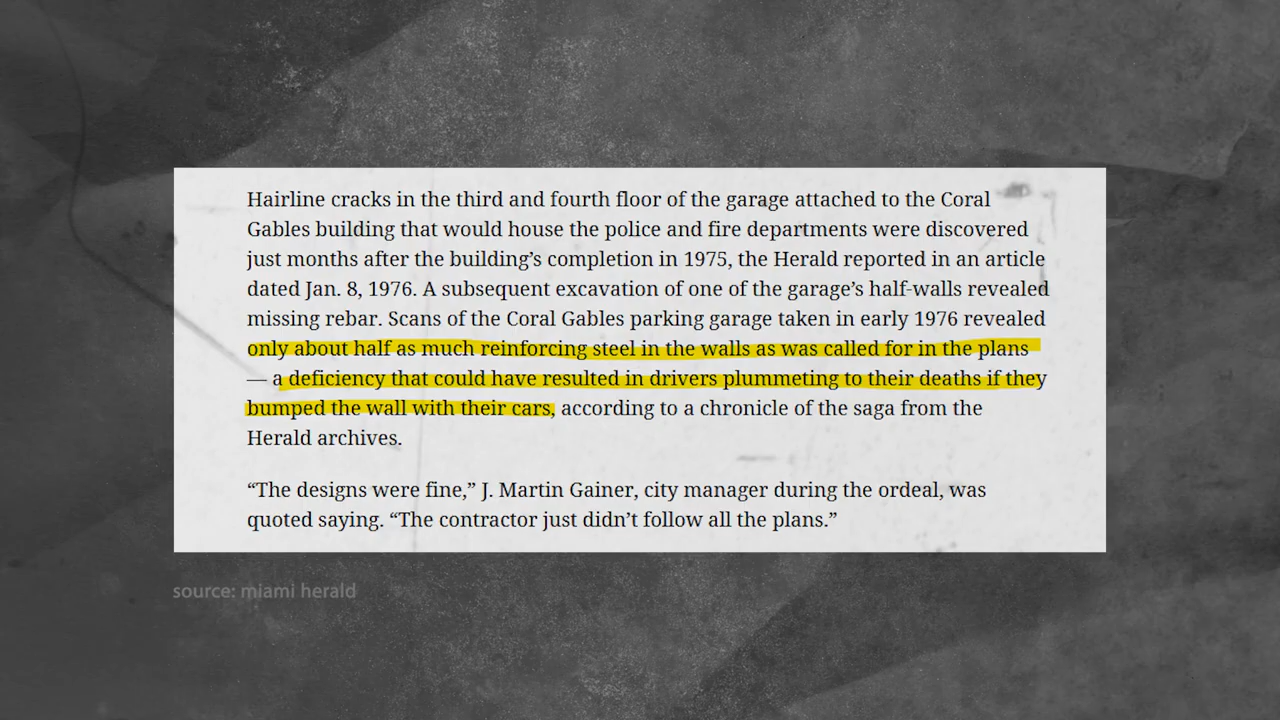 Hairline cracks in the third and fourth floor of the garage attached to the Coral
Gables building that would house the police and fire departments were discovered
just months after the building’s completion in 1975, the Herald reported in an article
dated Jan. 8, 1976. A subsequent excavation of one of the garage’s half-walls revealed
missing rebar. Scans of the Coral Gables parking garage taken in early 1976 revealed
only about half as much reinforcing steel in the walls as was called for in the plans
— a deficiency that could have resulted in drivers plummeting to their deaths if they
bumped the wall with their cars, according to a chronicle of the saga from the
Herald archives.
“The designs were fine,” J. Martin Gainer, city manager during the ordeal, was
quoted saying. “The contractor just didn’t follow all the plans.”
source: miami herald